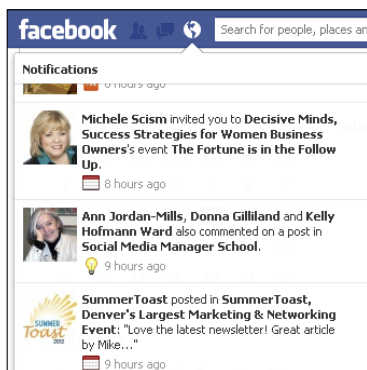 facebook
Search for people, places an
Notifications
6 hours ago
Michele Scism invited you to Decisive Minds,
Success Strategies for Women Business
Owners's event The Fortune is in the Follow
Up.
8 hours ago
Ann Jordan-Mills, Donna Gilliland and Kelly
Hofmann Ward also commented on a post in
Social Media Manager School.
9 hours ago
SUMMER
Toast
2012
SummerToast posted in SummerToast,
Denver's Largest Marketing & Networking
Event: "Love the latest newsletter! Great article
by Mike..."
9 hours ago